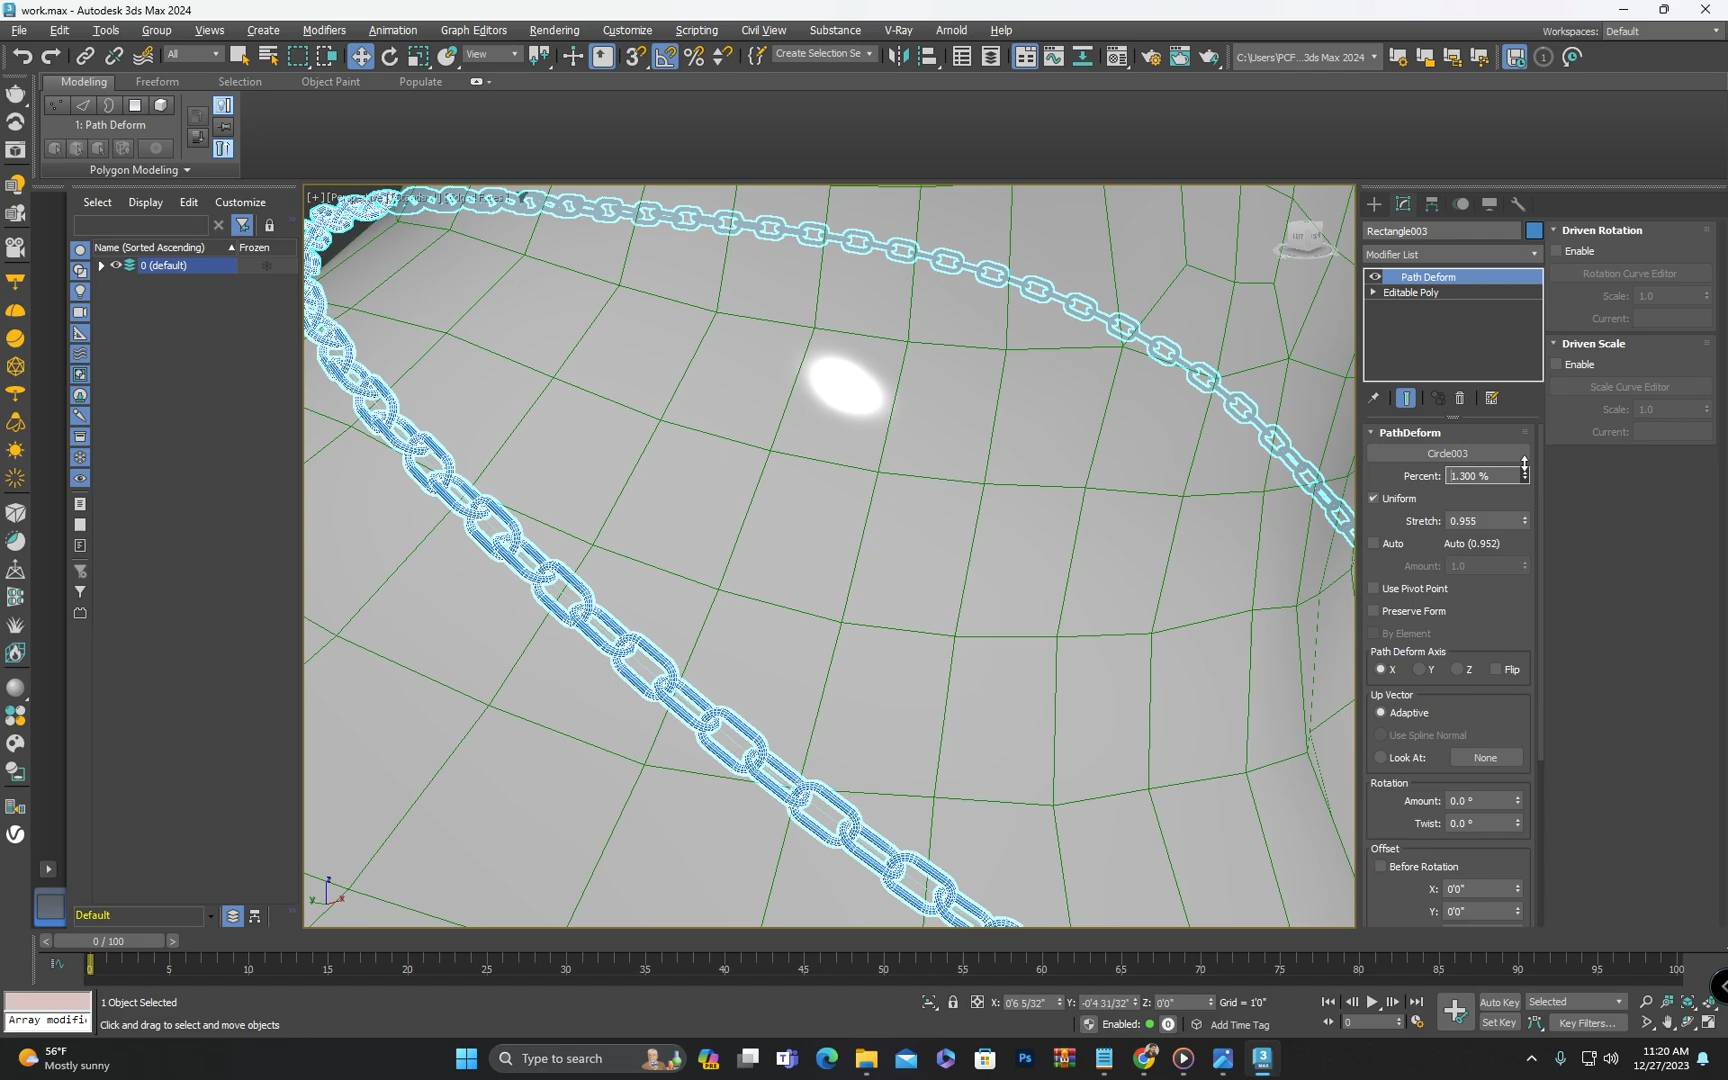 work.max - Autodesk 3ds Max 2024
File Edit Tools Group Views Create Modifiers Animation Graph Editors Rendering Customize Scripting Civil View Substance V-Ray Arnold Help
Workspaces: Default
All
View
Create Selection Se
C:\Users\PCF...3ds Max 2024
Modeling Freeform Selection Object Paint Populate
1: Path Deform
Polygon Modeling
Select Display Edit Customize
Name (Sorted Ascending) Frozen
0 (default)
Default
Rectangle003
Modifier List
Path Deform
Editable Poly
PathDeform
Circle003
Percent: 1.300 %
Uniform
Stretch: 0.955
Auto Auto (0.952)
Amount: 1.0
Use Pivot Point
Preserve Form
By Element
Path Deform Axis
X Y Z Flip
Up Vector
Adaptive
Use Spline Normal
Look At: None
Rotation
Amount: 0.0 °
Twist: 0.0 °
Offset
Before Rotation
X: 0'0"
Y: 0'0"
Driven Rotation
Enable
Rotation Curve Editor
Scale: 1.0
Current:
Driven Scale
Enable
Scale Curve Editor
Scale: 1.0
Current:
0 / 100
0 5 10 15 20 25 30 35 40 45 50 55 60 65 70 75 80 85 90 95 100
Array modifi
1 Object Selected
Click and drag to select and move objects
X: 0'6 5/32" Y: -0'4 31/32" Z: 0'0" Grid = 1'0"
Enabled: 0 Add Time Tag
0
Auto Key Selected
Set Key Key Filters...
56°F
Mostly sunny
Type to search
11:20 AM
12/27/2023